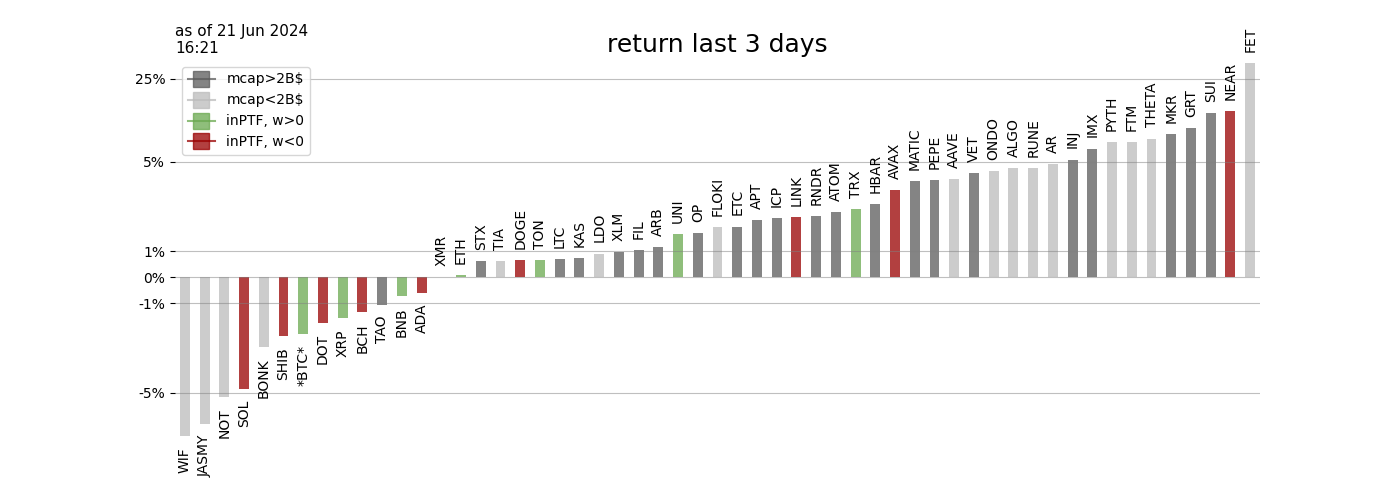 as of 21 Jun 2024
16:21
return last 3 days
mcap>2B$
mcap<2B$
inPTF, w>0
inPTF, w<0
25%
5%
1%
0%
-1%
-5%
WIF
JASMY
NOT
SOL
BONK
SHIB
*BTC*
DOT
XRP
BCH
TAO
BNB
ADA
XMR
ETH
STX
TIA
DOGE
TON
LTC
KAS
LDO
XLM
FIL
ARB
UNI
OP
FLOKI
ETC
APT
ICP
LINK
RNDR
ATOM
TRX
HBAR
AVAX
MATIC
PEPE
AAVE
VET
ONDO
ALGO
RUNE
AR
INJ
IMX
PYTH
FTM
THETA
MKR
GRT
SUI
NEAR
FET